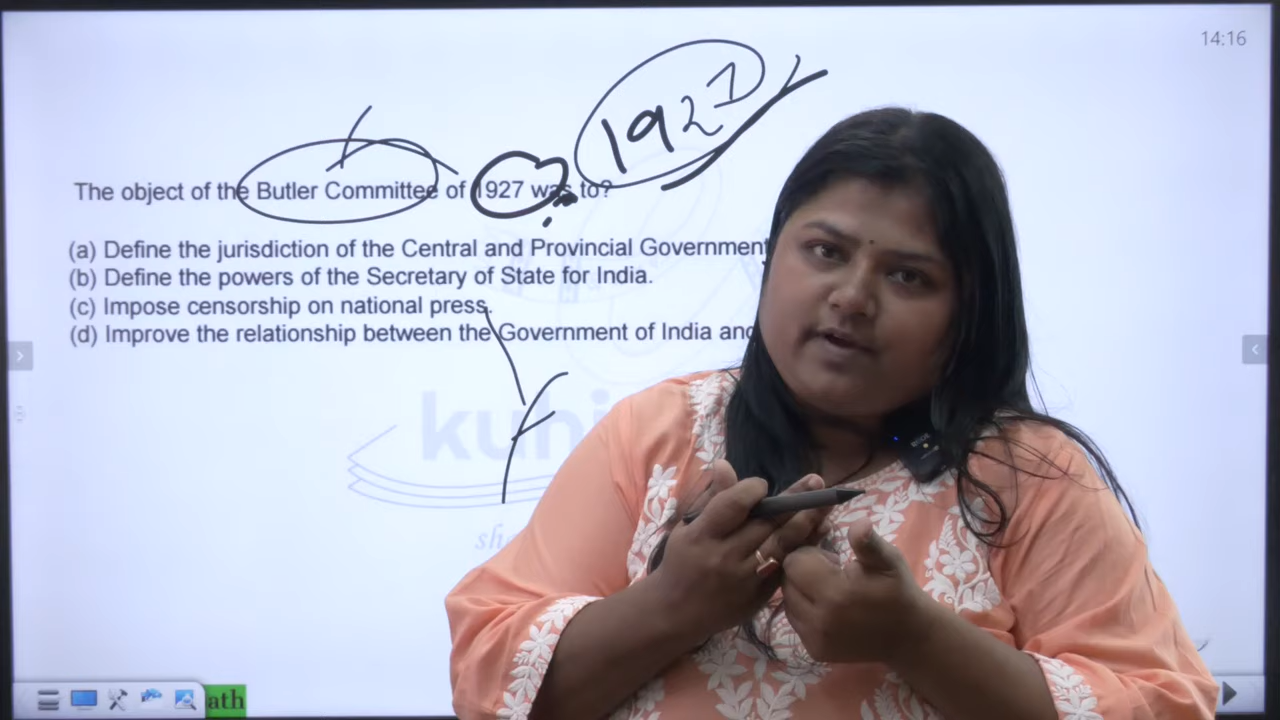 14:16
1927
The object of the Butler Committee of 1927 was to?
(a) Define the jurisdiction of the Central and Provincial Government
(b) Define the powers of the Secretary of State for India.
(c) Impose censorship on national press.
(d) Improve the relationship between the Government of India and
ath